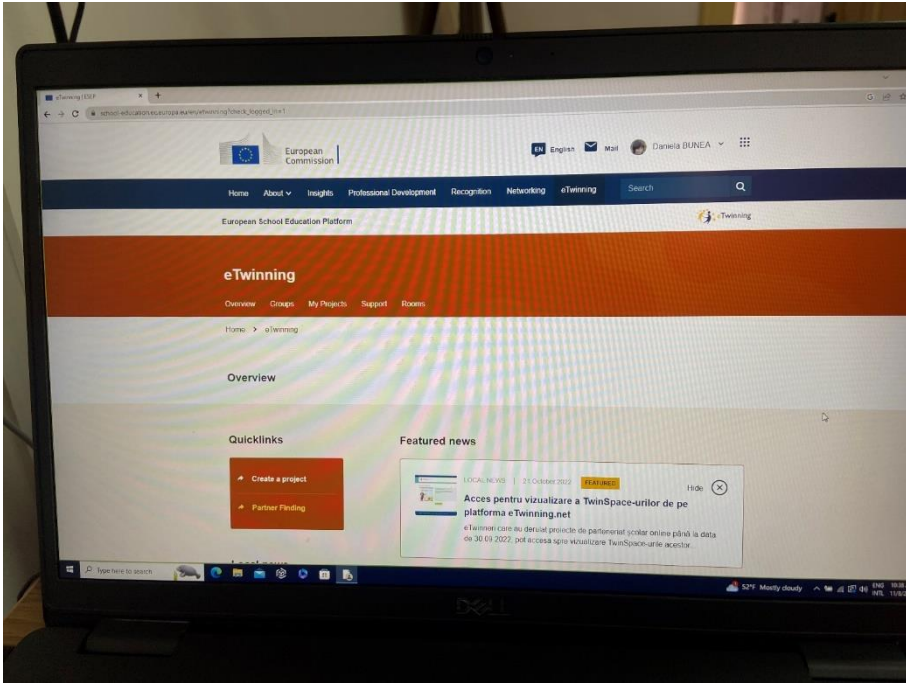 eTwinning | ESEP
school-education.ec.europa.eu/en/etwinning?check_logged_in=1
European
Commission
EN English Mail Daniela BUNEA
Home About Insights Professional Development Recognition Networking eTwinning Search
European School Education Platform
eTwinning
eTwinning
Overview Groups My Projects Support Rooms
Home > eTwinning
Overview
Quicklinks
Create a project
Partner Finding
Featured news
LOCAL NEWS | 21 October 2022 FEATURED
Hide
Acces pentru vizualizare a TwinSpace-urilor de pe
platforma eTwinning.net
eTwinneri care au derulat proiecte de parteneriat școlar online până la data
de 30.09.2022, pot accesa spre vizualizare TwinSpace-urile acestor...
Local news
Type here to search
52°F Mostly cloudy
ENG
INTL
DELL